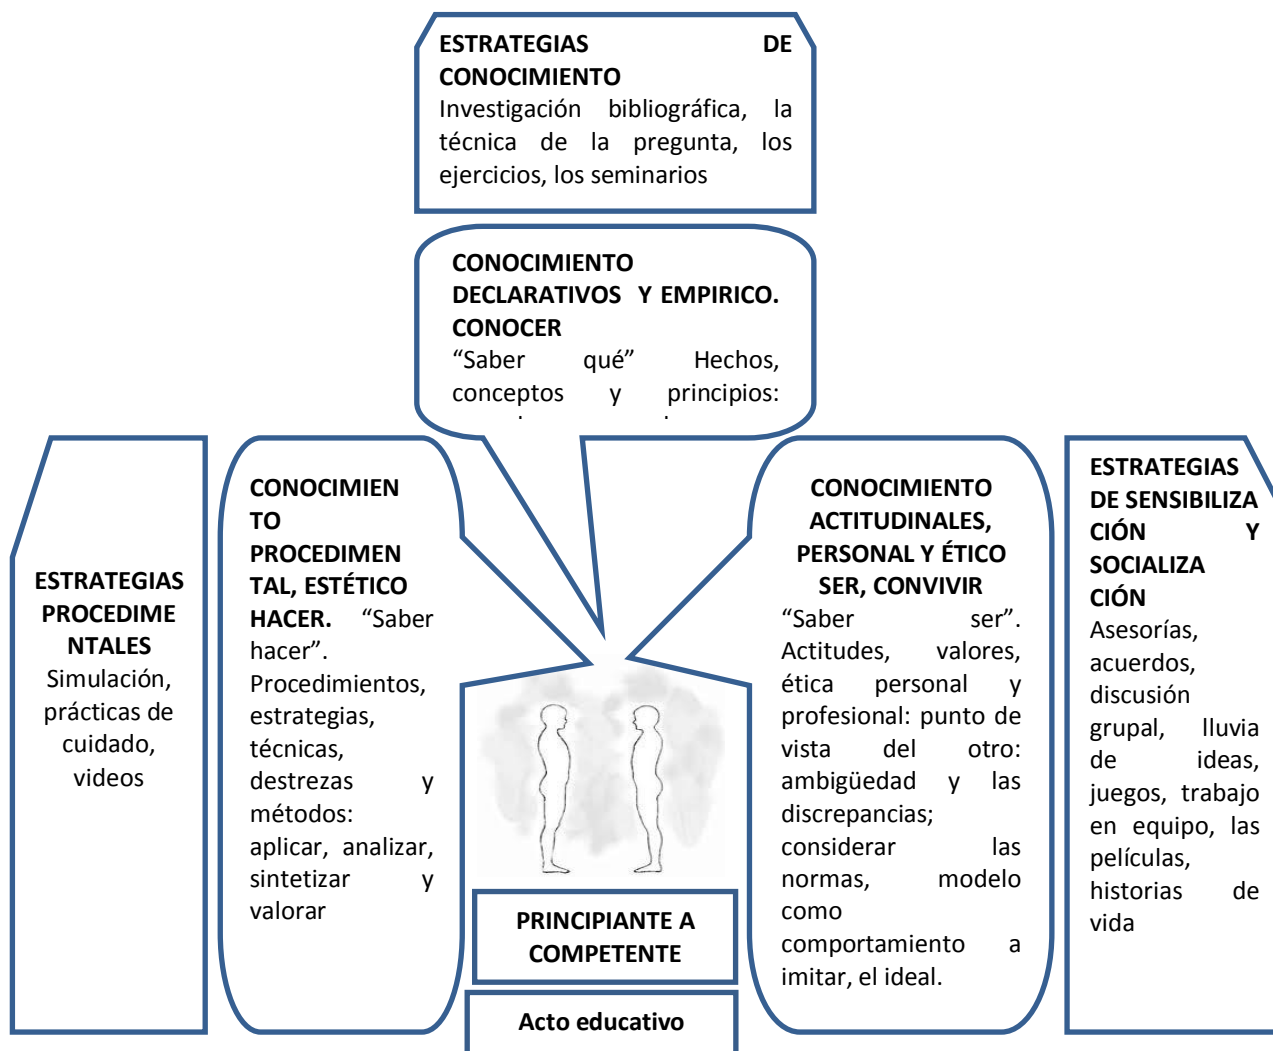 ESTRATEGIAS DE
CONOCIMIENTO
Investigación bibliográfica, la
técnica de la pregunta, los
ejercicios, los seminarios
CONOCIMIENTO
DECLARATIVOS Y EMPIRICO.
CONOCER
“Saber qué” Hechos,
conceptos y principios:
ESTRATEGIAS
PROCEDIME
NTALES
Simulación,
prácticas de
cuidado,
videos
CONOCIMIEN
TO
PROCEDIMEN
TAL, ESTÉTICO
HACER. “Saber
hacer”.
Procedimientos,
estrategias,
técnicas,
destrezas y
métodos:
aplicar, analizar,
sintetizar y
valorar
CONOCIMIENTO
ACTITUDINALES,
PERSONAL Y ÉTICO
SER, CONVIVIR
“Saber ser”.
Actitudes, valores,
ética personal y
profesional: punto de
vista del otro:
ambigüedad y las
discrepancias;
considerar las
normas, modelo
como
comportamiento a
imitar, el ideal.
ESTRATEGIAS
DE SENSIBILIZA
CIÓN Y
SOCIALIZA
CIÓN
Asesorías,
acuerdos,
discusión
grupal, lluvia
de ideas,
juegos, trabajo
en equipo, las
películas,
historias de
vida
PRINCIPIANTE A
COMPETENTE
Acto educativo